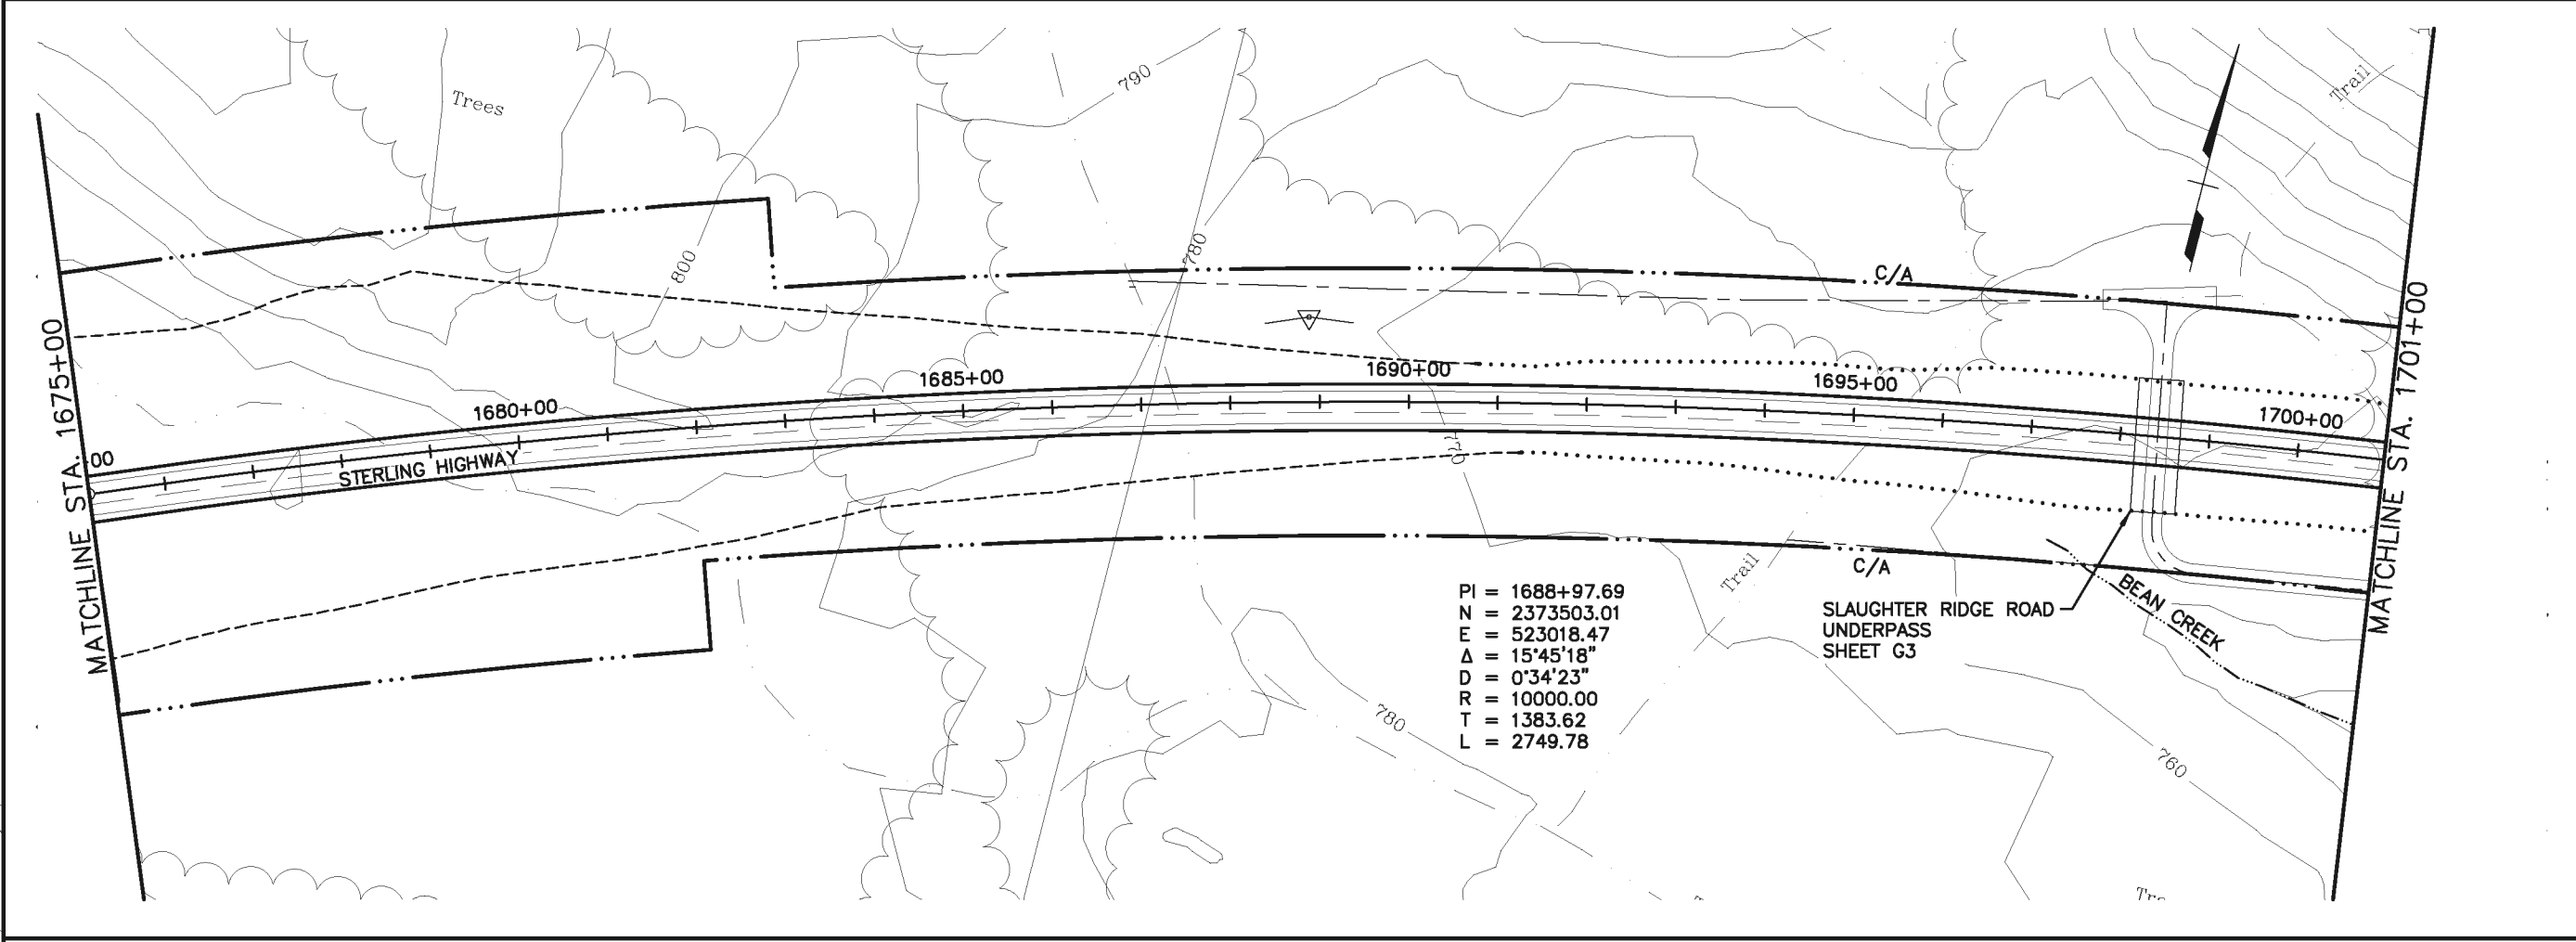 Trees
790
Trail
C/A
780
800
MATCHLINE STA. 1675+00
MATCHLINE STA. 1701+00
1685+00
1690+00
1695+00
1680+00
1700+00
00
STERLING HIGHWAY
770
C/A
Trail
PI = 1688+97.69
N = 2373503.01
E = 523018.47
Δ = 15°45'18"
D = 0°34'23"
R = 10000.00
T = 1383.62
L = 2749.78
SLAUGHTER RIDGE ROAD
UNDERPASS
SHEET G3
BEAN CREEK
780
760